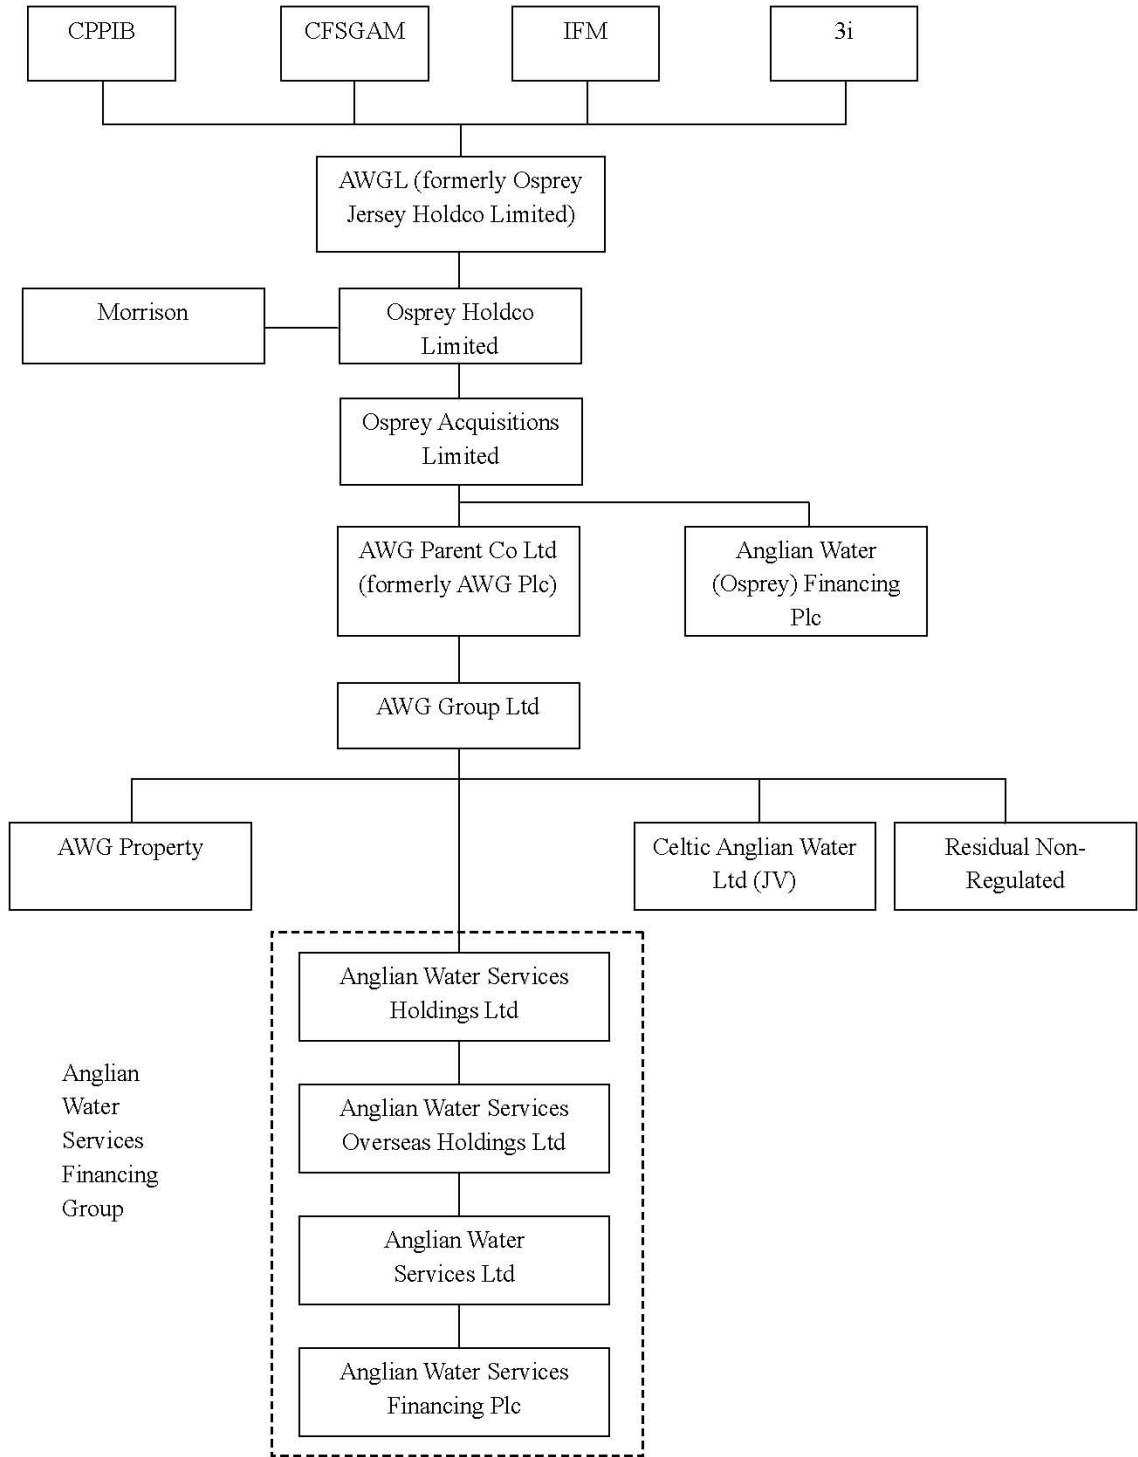 CPPIB
CFSGAM
IFM
3i
AWGL (formerly Osprey
Jersey Holdco Limited)
Morrison
Osprey Holdco
Limited
Osprey Acquisitions
Limited
AWG Parent Co Ltd
(formerly AWG Plc)
Anglian Water
(Osprey) Financing
Plc
AWG Group Ltd
AWG Property
Celtic Anglian Water
Ltd (JV)
Residual Non-
Regulated
Anglian Water Services
Holdings Ltd
Anglian
Water
Services
Financing
Group
Anglian Water Services
Overseas Holdings Ltd
Anglian Water
Services Ltd
Anglian Water Services
Financing Plc